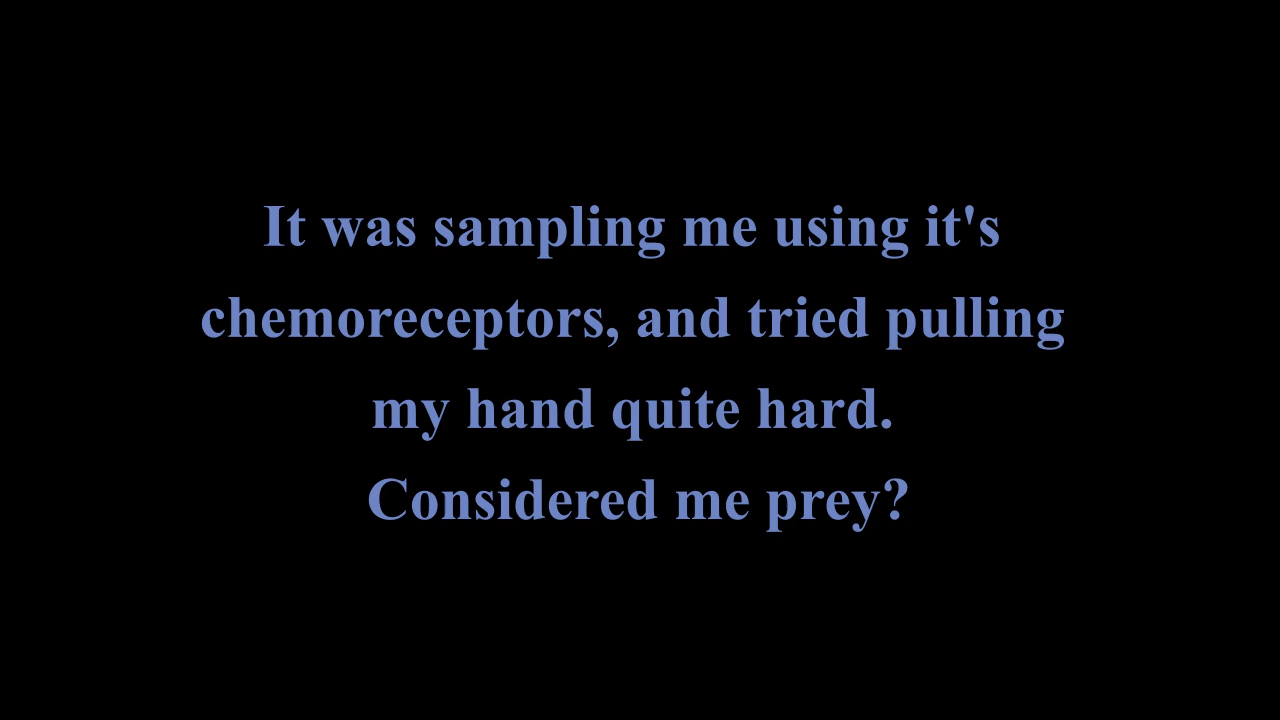 It was sampling me using it's
chemoreceptors, and tried pulling
my hand quite hard.
Considered me prey?